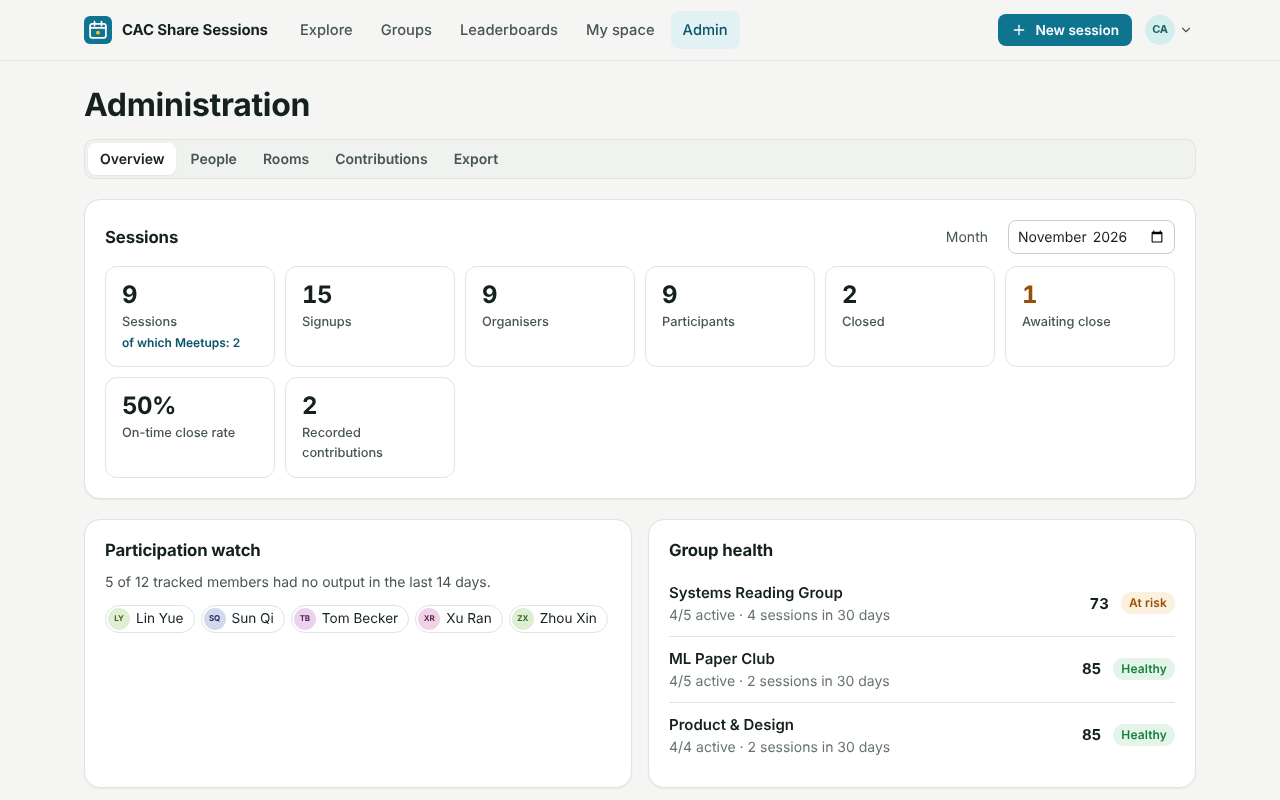 CAC Share Sessions Explore Groups Leaderboards My space Admin New session CA
Administration
Overview People Rooms Contributions Export
Sessions Month November 2026
9 15 9 9 2 1
Sessions Signups Organisers Participants Closed Awaiting close
of which Meetups: 2
50% 2
On-time close rate Recorded
contributions
Participation watch
5 of 12 tracked members had no output in the last 14 days.
LY Lin Yue SQ Sun Qi TB Tom Becker XR Xu Ran ZX Zhou Xin
Group health
Systems Reading Group
4/5 active · 4 sessions in 30 days
73 At risk
ML Paper Club
4/5 active · 2 sessions in 30 days
85 Healthy
Product & Design
4/4 active · 2 sessions in 30 days
85 Healthy